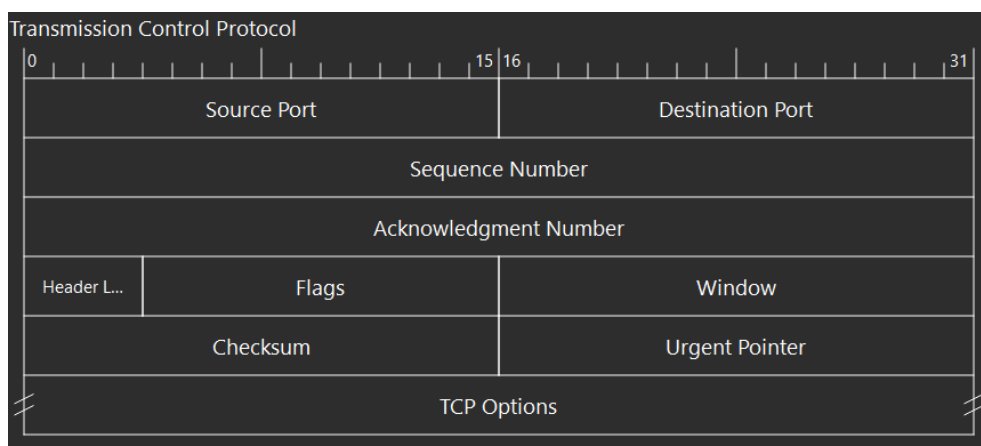 Transmission Control Protocol
0 15 16 31
Source Port Destination Port
Sequence Number
Acknowledgment Number
Header L... Flags Window
Checksum Urgent Pointer
TCP Options